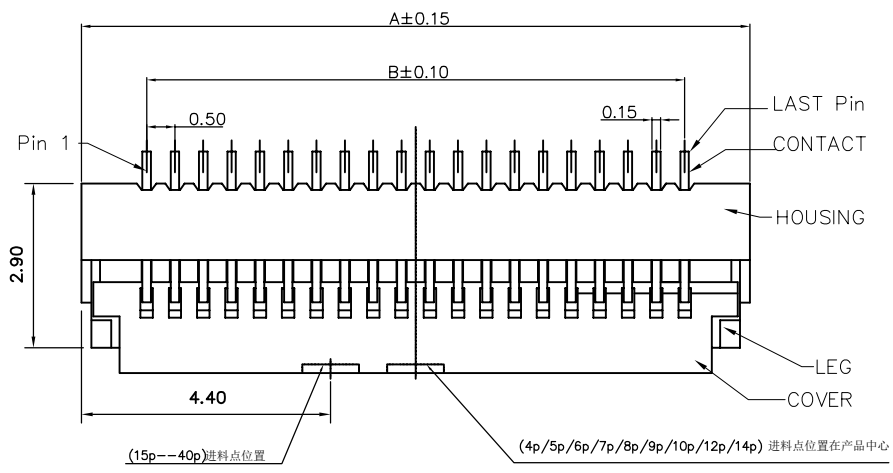 A±0.15
B±0.10
0.50
0.15
LAST Pin
Pin 1
CONTACT
HOUSING
2.90
LEG
4.40
COVER
(15p--40p)进料点位置
(4p/5p/6p/7p/8p/9p/10p/12p/14p) 进料点位置在产品中心